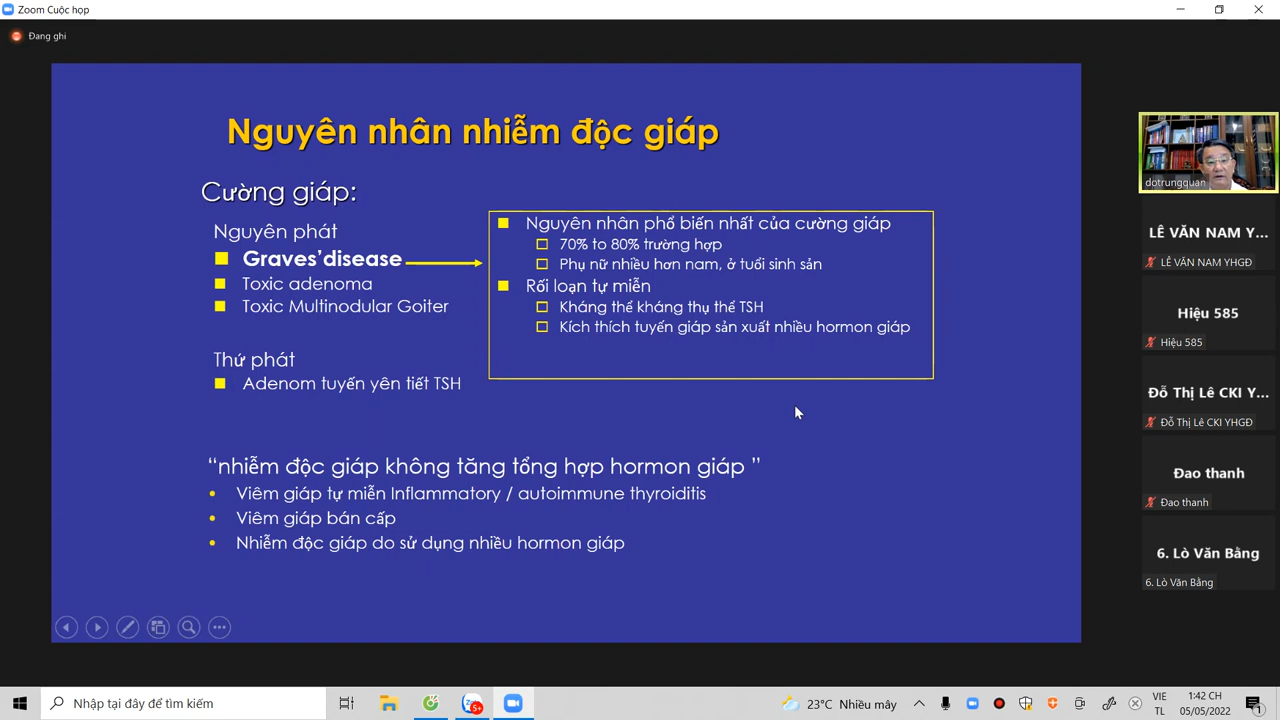 Zoom Cuộc họp
Đang ghi
Nguyên nhân nhiễm độc giáp
Cường giáp:
Nguyên phát
Graves'disease
Toxic adenoma
Toxic Multinodular Goiter
Thứ phát
Adenom tuyến yên tiết TSH
Nguyên nhân phổ biến nhất của cường giáp
70% to 80% trường hợp
Phụ nữ nhiều hơn nam, ở tuổi sinh sản
Rối loạn tự miễn
Kháng thể kháng thụ thể TSH
Kích thích tuyến giáp sản xuất nhiều hormon giáp
“nhiễm độc giáp không tăng tổng hợp hormon giáp ”
Viêm giáp tự miễn Inflammatory / autoimmune thyroiditis
Viêm giáp bán cấp
Nhiễm độc giáp do sử dụng nhiều hormon giáp
dotrungquan
LÊ VĂN NAM Y...
LÊ VĂN NAM YHGĐ
Hiệu 585
Hiệu 585
Đỗ Thị Lê CKI Y...
Đỗ Thị Lê CKI YHGĐ
Đao thanh
Đao thanh
6. Lò Văn Bằng
6. Lò Văn Bằng
Nhập tại đây để tìm kiếm
5+
23°C Nhiều mây
VIE
TL
1:42 CH
05/05/2022
1